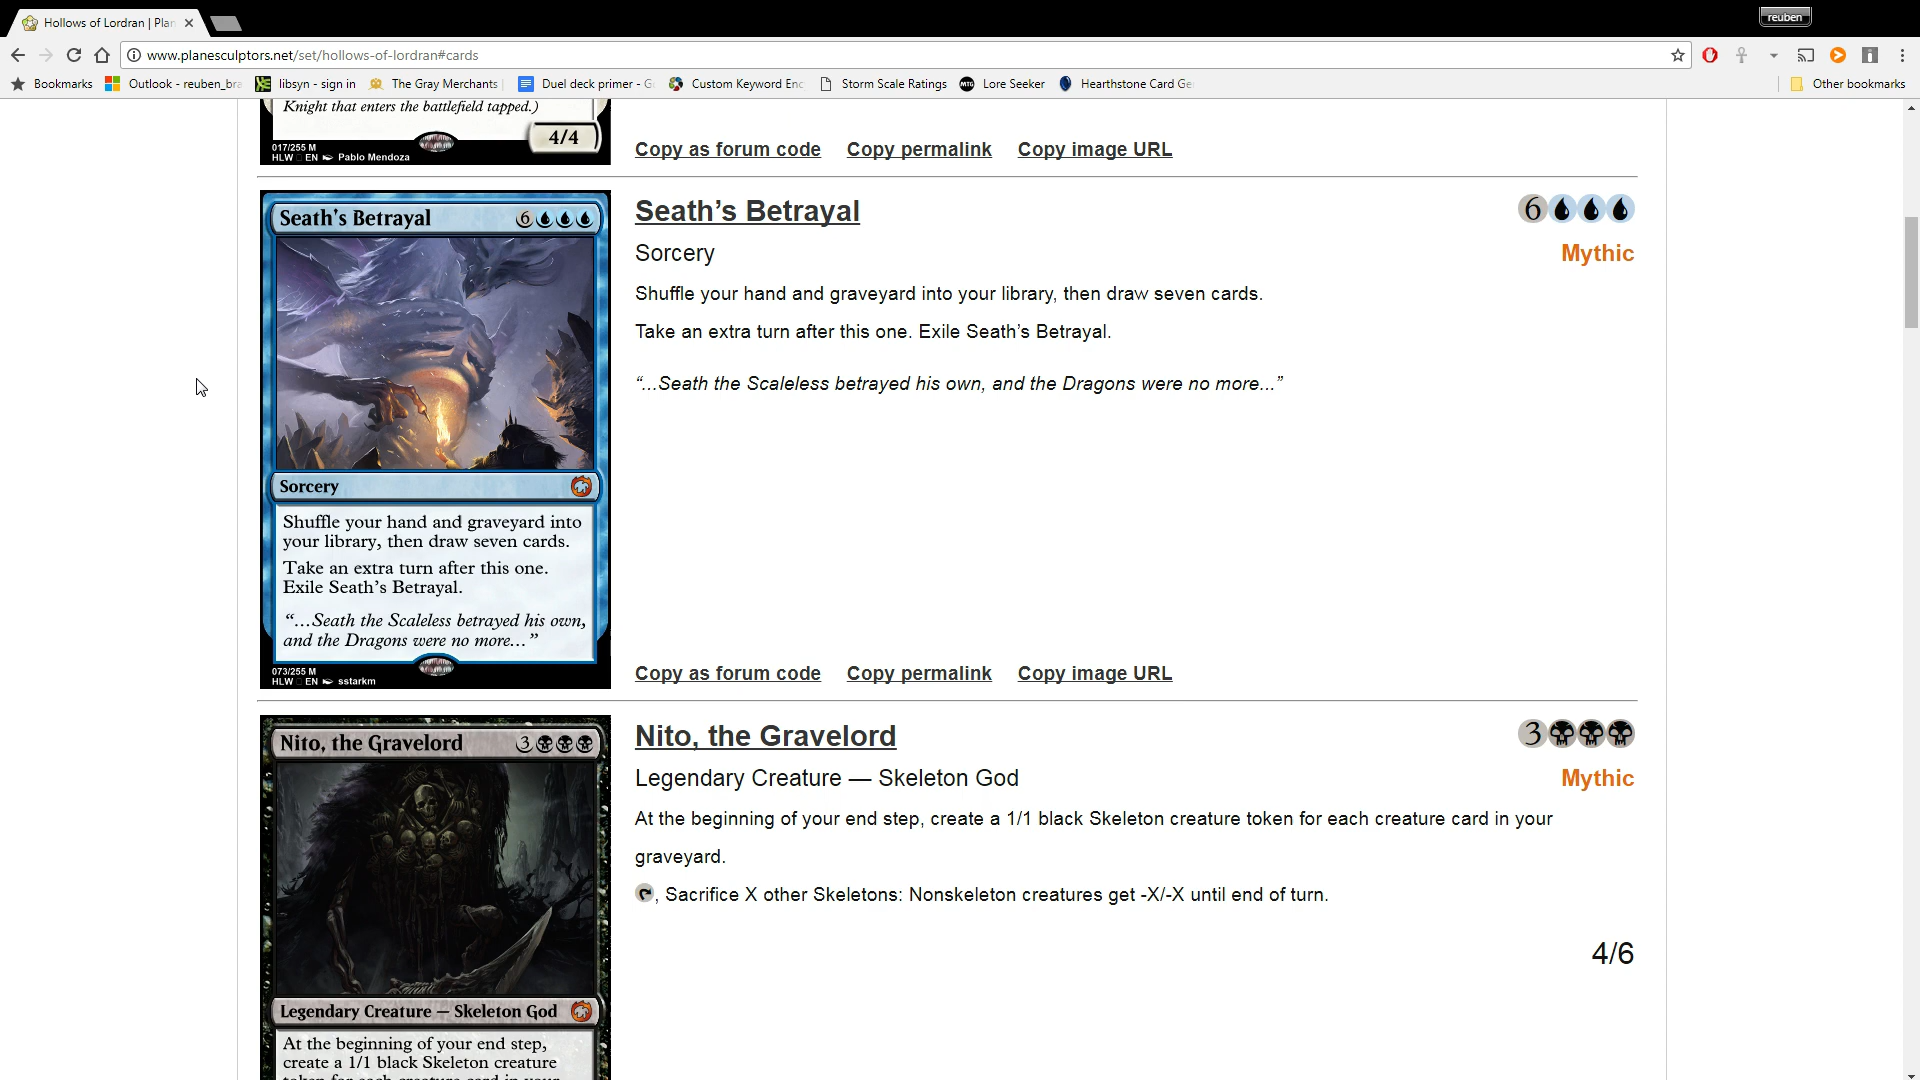 Hollows of Lordran | Plan
reuben
www.planesculptors.net/set/hollows-of-lordran#cards
Bookmarks Outlook - reuben_bra libsyn - sign in The Gray Merchants Duel deck primer - G Custom Keyword Enc Storm Scale Ratings MTG Lore Seeker Hearthstone Card Ge Other bookmarks
Knight that enters the battlefield tapped.)
4/4
017/255 M
HLW EN Pablo Mendoza
Copy as forum code Copy permalink Copy image URL
Seath's Betrayal 6
Sorcery
Shuffle your hand and graveyard into
your library, then draw seven cards.
Take an extra turn after this one.
Exile Seath's Betrayal.
“…Seath the Scaleless betrayed his own,
and the Dragons were no more…”
073/255 M
HLW EN sstarkm
Seath’s Betrayal 6
Sorcery Mythic
Shuffle your hand and graveyard into your library, then draw seven cards.
Take an extra turn after this one. Exile Seath’s Betrayal.
“...Seath the Scaleless betrayed his own, and the Dragons were no more...”
Copy as forum code Copy permalink Copy image URL
Nito, the Gravelord 3
Legendary Creature — Skeleton God
At the beginning of your end step,
create a 1/1 black Skeleton creature
token for each creature card in your
Nito, the Gravelord 3
Legendary Creature — Skeleton God Mythic
At the beginning of your end step, create a 1/1 black Skeleton creature token for each creature card in your
graveyard.
, Sacrifice X other Skeletons: Nonskeleton creatures get -X/-X until end of turn.
4/6